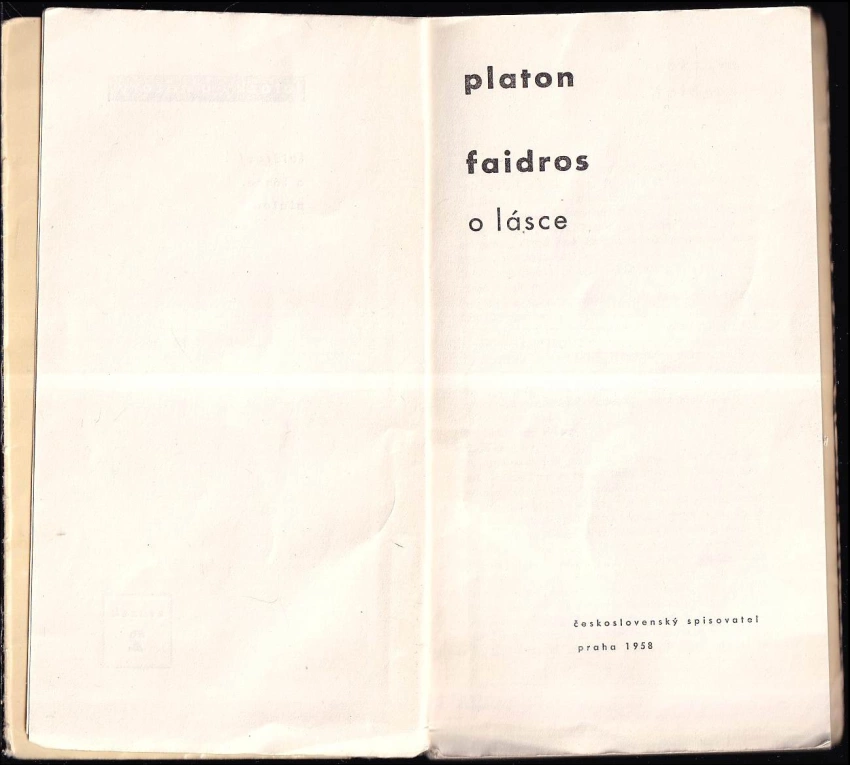 platon
faidros
o lásce
československý spisovatel
praha 1958